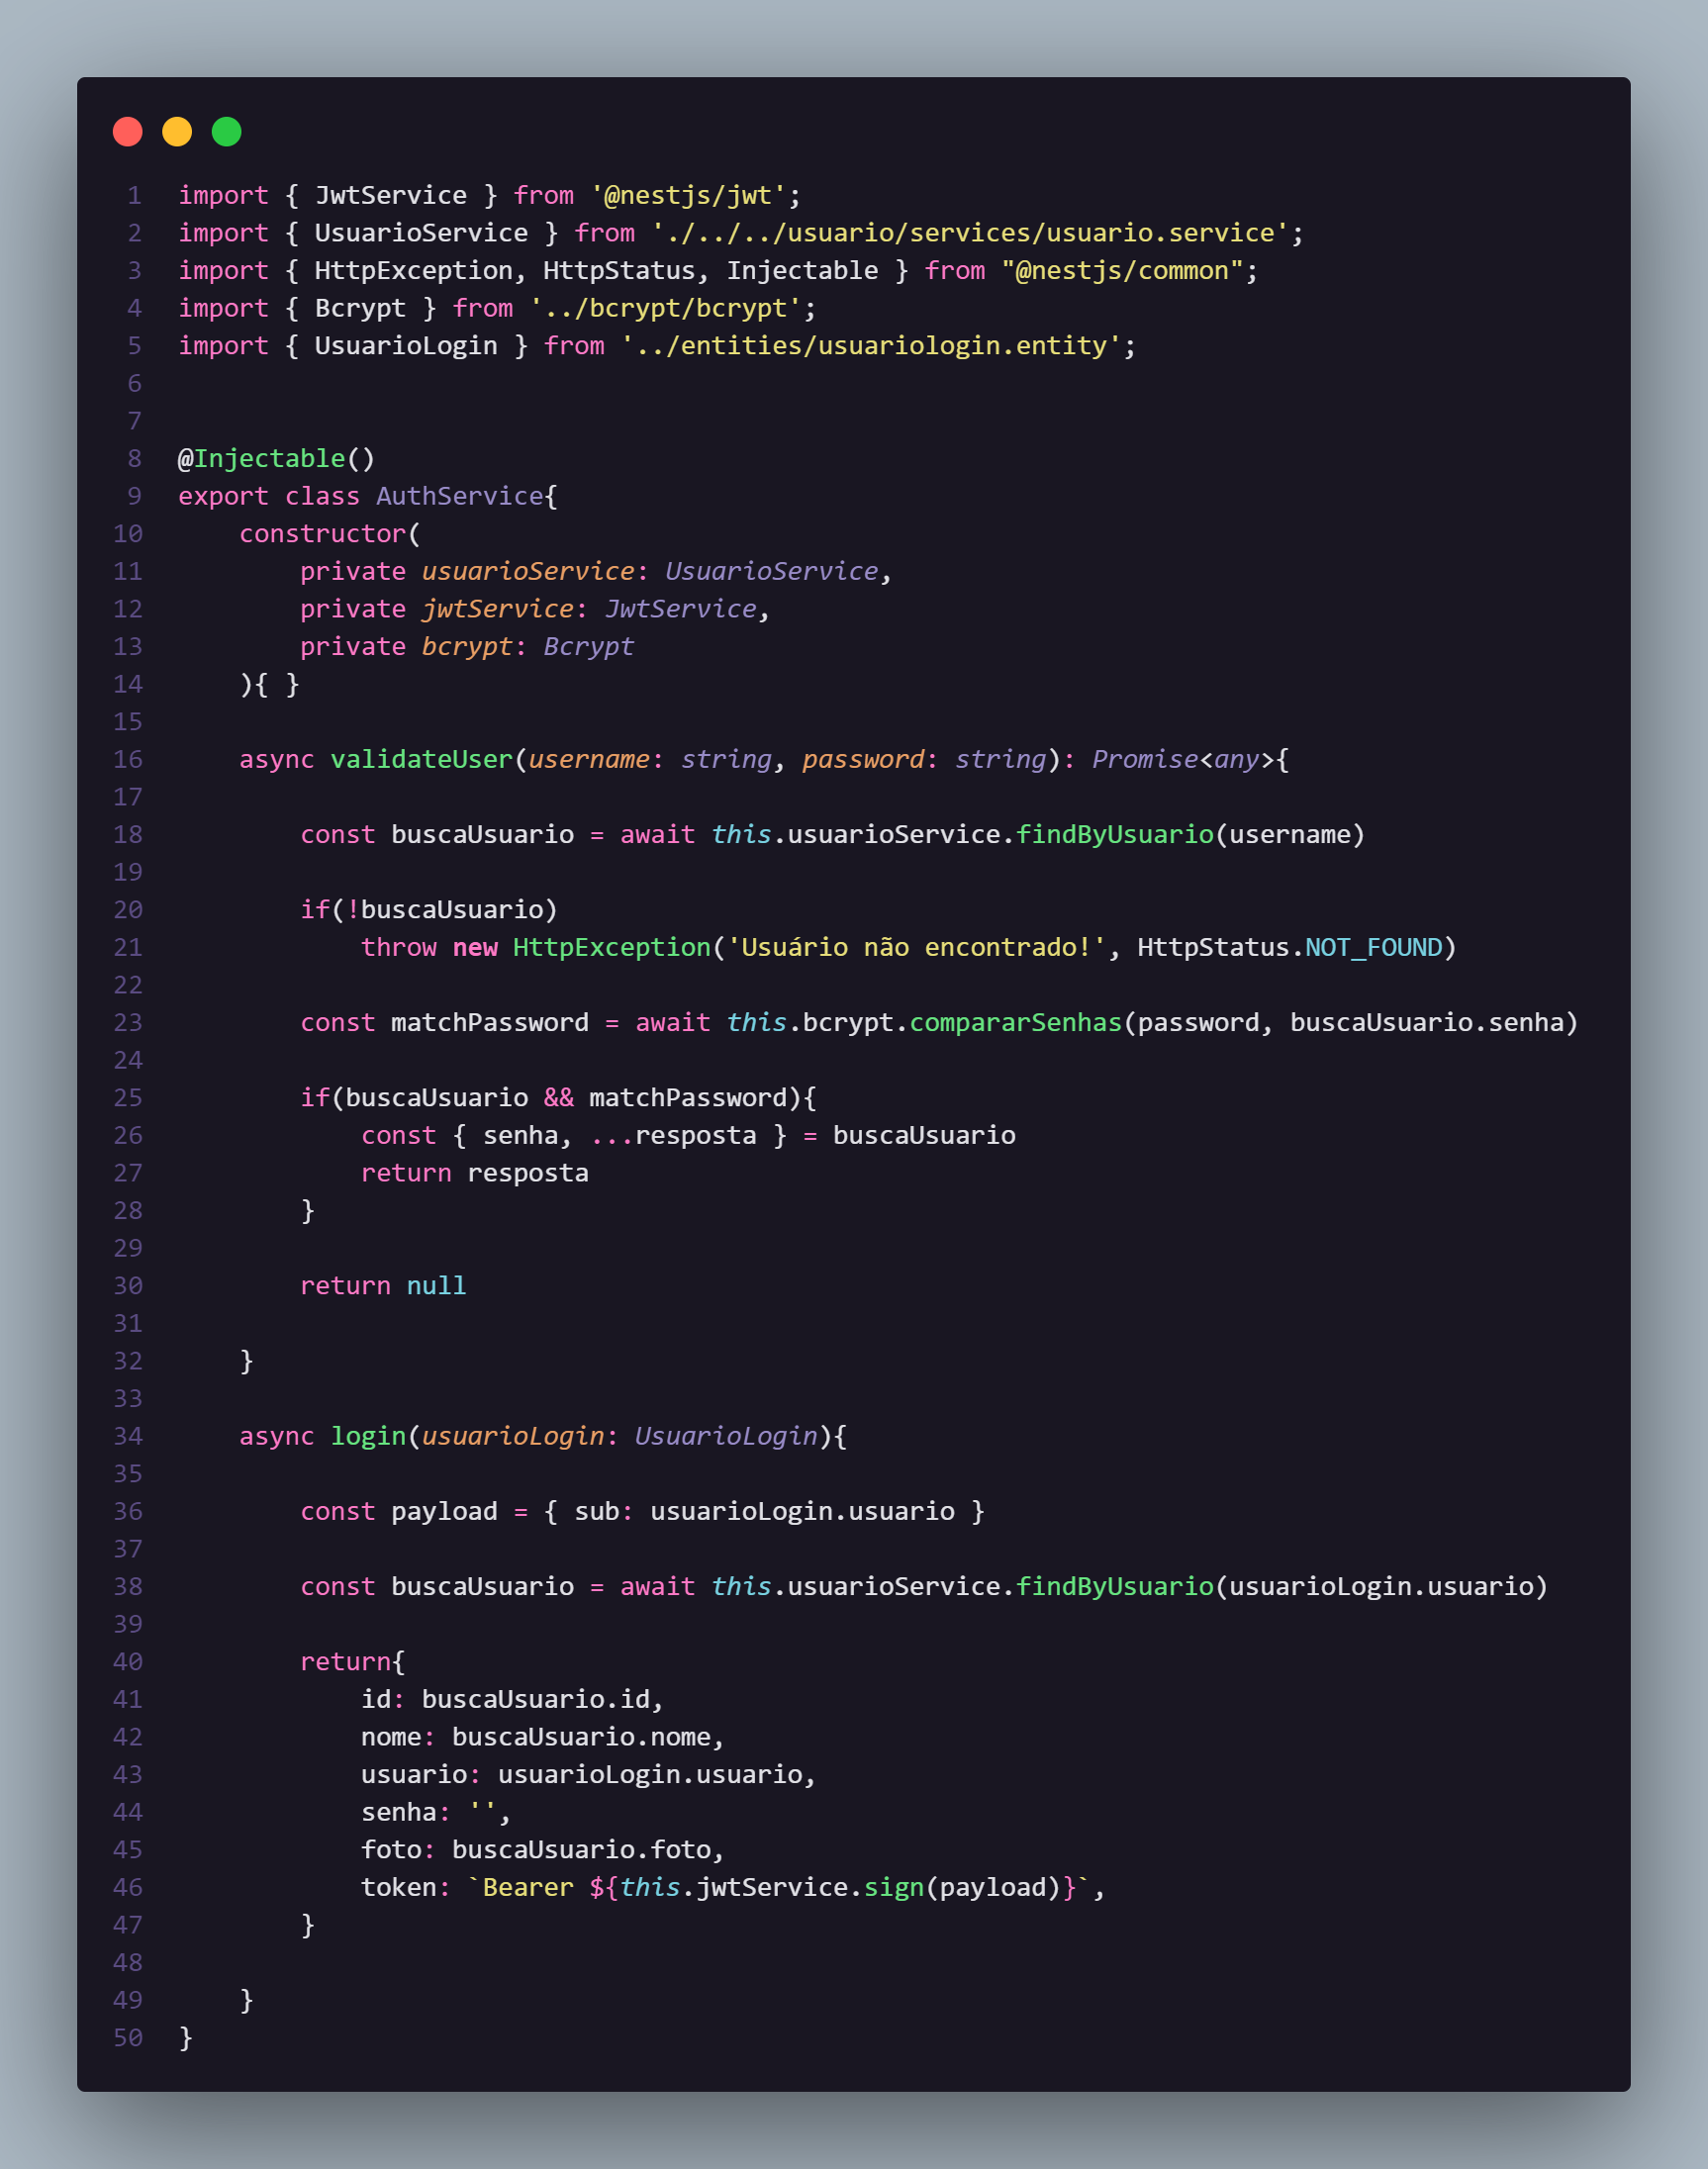 1 import { JwtService } from '@nestjs/jwt';
2 import { UsuarioService } from './../../usuario/services/usuario.service';
3 import { HttpException, HttpStatus, Injectable } from "@nestjs/common";
4 import { Bcrypt } from '../bcrypt/bcrypt';
5 import { UsuarioLogin } from '../entities/usuariologin.entity';
6
7
8 @Injectable()
9 export class AuthService{
10     constructor(
11         private usuarioService: UsuarioService,
12         private jwtService: JwtService,
13         private bcrypt: Bcrypt
14     ){ }
15
16     async validateUser(username: string, password: string): Promise<any>{
17
18         const buscaUsuario = await this.usuarioService.findByUsuario(username)
19
20         if(!buscaUsuario)
21             throw new HttpException('Usuário não encontrado!', HttpStatus.NOT_FOUND)
22
23         const matchPassword = await this.bcrypt.compararSenhas(password, buscaUsuario.senha)
24
25         if(buscaUsuario && matchPassword){
26             const { senha, ...resposta } = buscaUsuario
27             return resposta
28         }
29
30         return null
31
32     }
33
34     async login(usuarioLogin: UsuarioLogin){
35
36         const payload = { sub: usuarioLogin.usuario }
37
38         const buscaUsuario = await this.usuarioService.findByUsuario(usuarioLogin.usuario)
39
40         return{
41             id: buscaUsuario.id,
42             nome: buscaUsuario.nome,
43             usuario: usuarioLogin.usuario,
44             senha: '',
45             foto: buscaUsuario.foto,
46             token: `Bearer ${this.jwtService.sign(payload)}`,
47         }
48
49     }
50 }